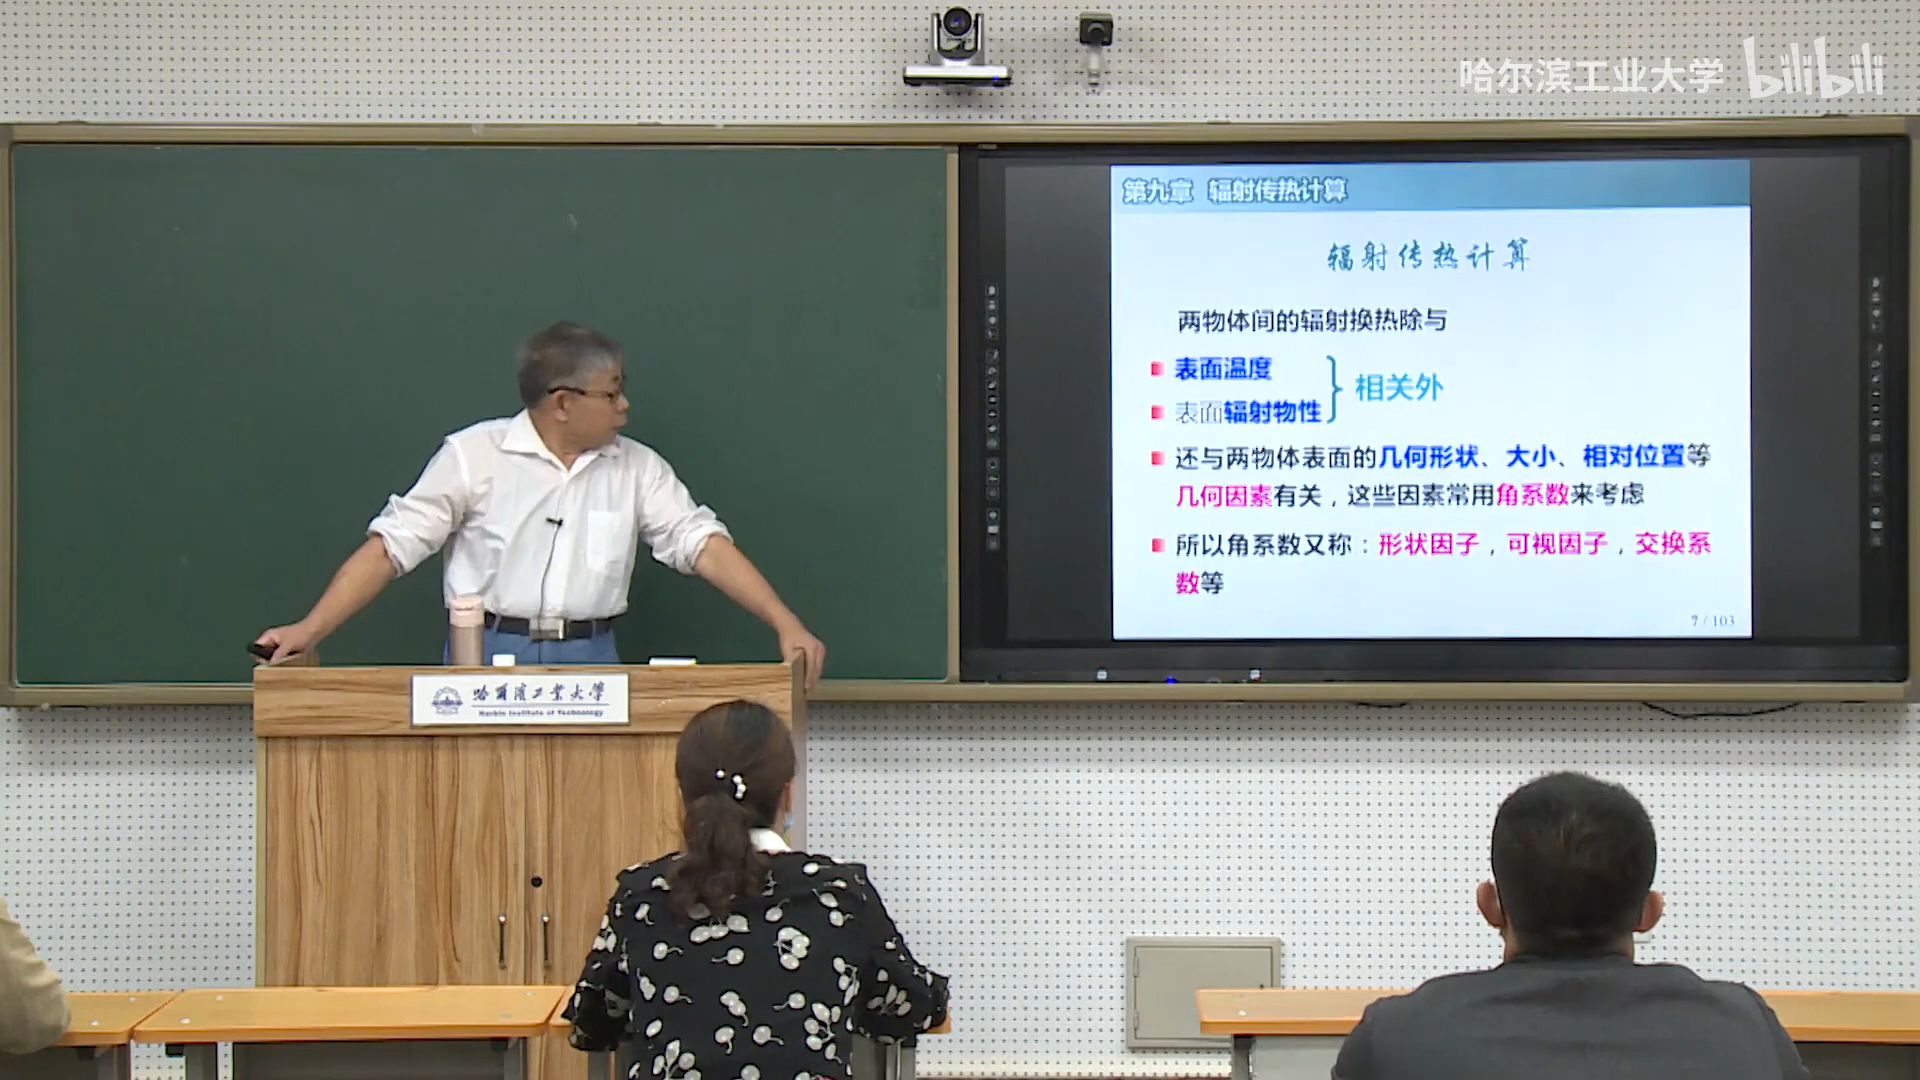 哈尔滨工业大学 bilibili
第九章 辐射传热计算
辐射传热计算
两物体间的辐射换热除与
表面温度
表面辐射物性
相关外
还与两物体表面的几何形状、大小、相对位置等
几何因素有关，这些因素常用角系数来考虑
所以角系数又称：形状因子，可视因子，交换系
数等
7 / 103
哈爾濱工業大學
Harbin Institute of Technology